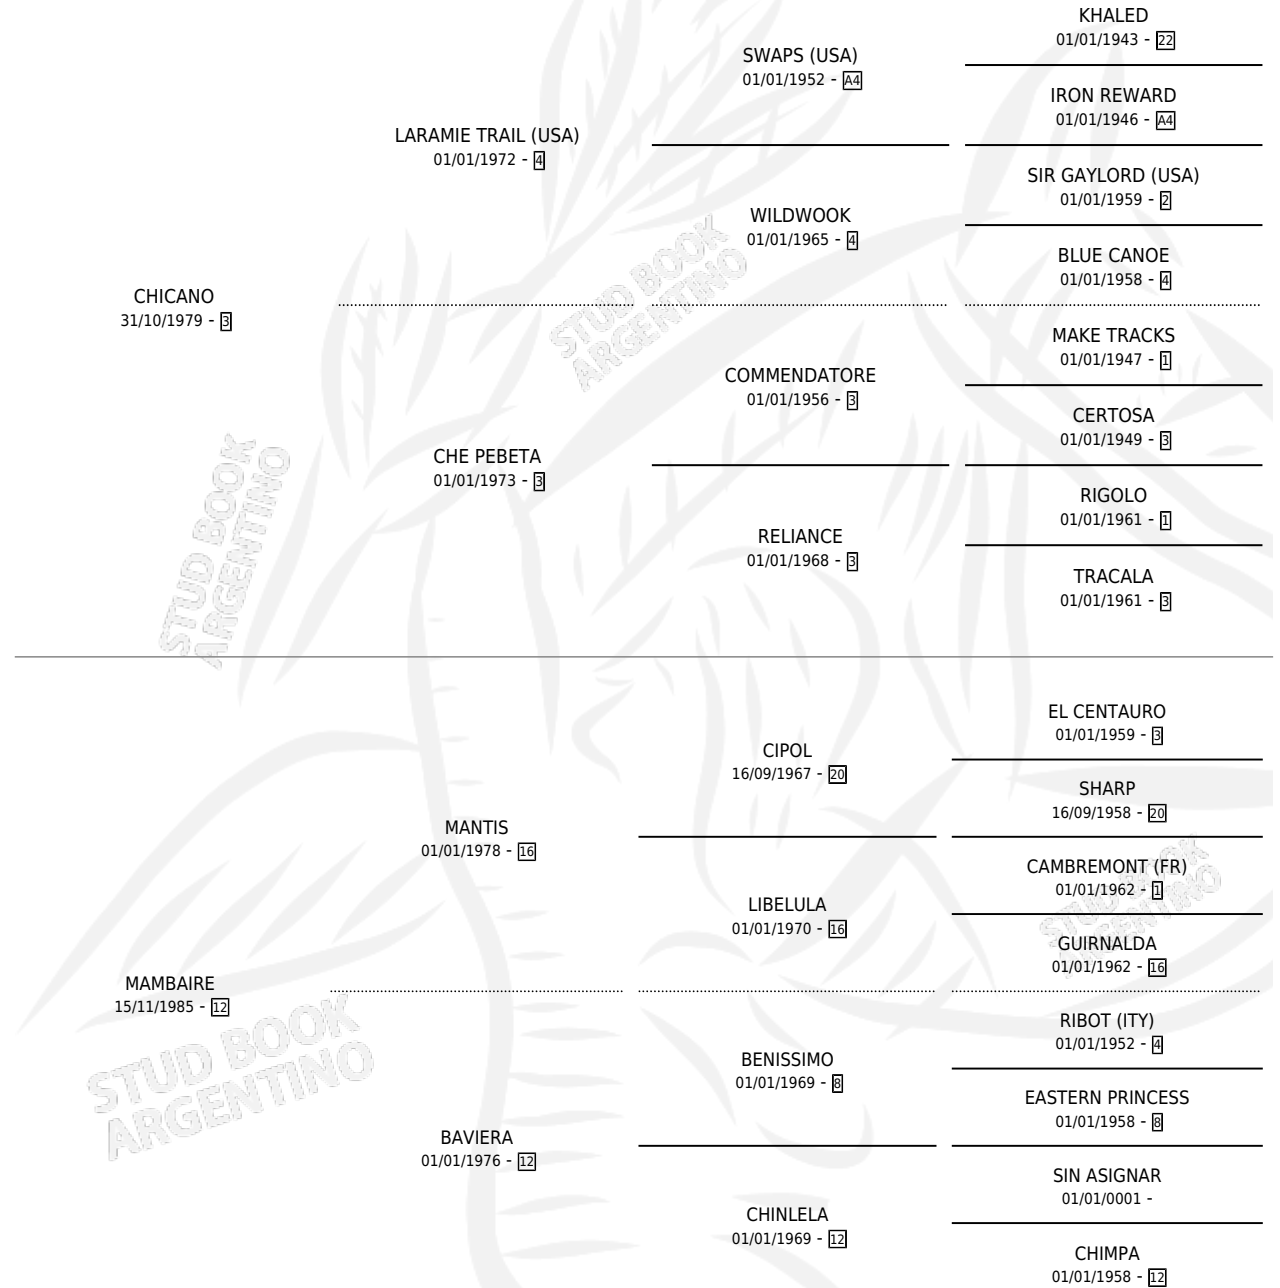 KHALED
01/01/1943 - 22
SWAPS (USA)
01/01/1952 - A4
IRON REWARD
01/01/1946 - A4
LARAMIE TRAIL (USA)
01/01/1972 - 4
SIR GAYLORD (USA)
01/01/1959 - 2
WILDWOOK
01/01/1965 - 4
BLUE CANOE
01/01/1958 - 4
CHICANO
31/10/1979 - 3
MAKE TRACKS
01/01/1947 - 1
COMMENDATORE
01/01/1956 - 3
CERTOSA
01/01/1949 - 3
CHE PEBETA
01/01/1973 - 3
RIGOLO
01/01/1961 - 1
RELIANCE
01/01/1968 - 3
TRACALA
01/01/1961 - 3
STUD BOOK
ARGENTINO
STUD BOOK
ARGENTINO
EL CENTAURO
01/01/1959 - 3
CIPOL
16/09/1967 - 20
SHARP
16/09/1958 - 20
MANTIS
01/01/1978 - 16
CAMBREMONT (FR)
01/01/1962 - 1
LIBELULA
01/01/1970 - 16
GUIRNALDA
01/01/1962 - 16
STUD BOOK
ARGENTINO
MAMBAIRE
15/11/1985 - 12
RIBOT (ITY)
01/01/1952 - 4
BENISSIMO
01/01/1969 - 8
EASTERN PRINCESS
01/01/1958 - 8
STUD BOOK
ARGENTINO
BAVIERA
01/01/1976 - 12
SIN ASIGNAR
01/01/0001 -
CHINLELA
01/01/1969 - 12
CHIMPA
01/01/1958 - 12